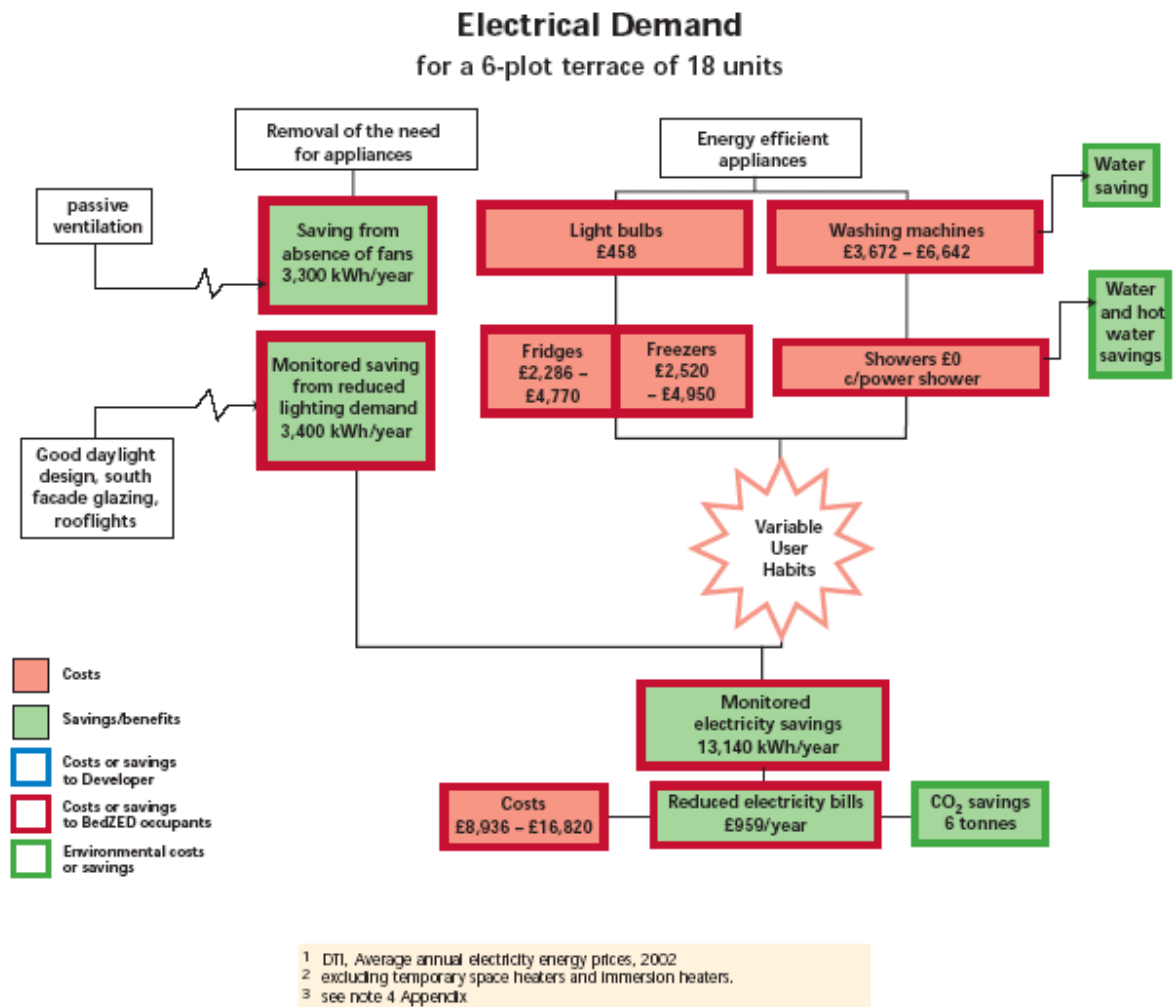 Electrical Demand
for a 6-plot terrace of 18 units
Removal of the need
for appliances
Energy efficient
appliances
Water
saving
passive
ventilation
Saving from
absence of fans
3,300 kWh/year
Light bulbs
£458
Washing machines
£3,672 – £6,642
Water
and hot
water
savings
Monitored saving
from reduced
lighting demand
3,400 kWh/year
Fridges
£2,286 –
£4,770
Freezers
£2,520
– £4,950
Showers £0
c/power shower
Good daylight
design, south
facade glazing,
rooflights
Variable
User
Habits
Costs
Savings/benefits
Costs or savings
to Developer
Costs or savings
to BedZED occupants
Environmental costs
or savings
Monitored
electricity savings
13,140 kWh/year
Costs
£8,936 – £16,820
Reduced electricity bills
£959/year
CO₂ savings
6 tonnes
1 DTI, Average annual electricity energy prices, 2002
2 excluding temporary space heaters and immersion heaters.
3 see note 4 Appendix